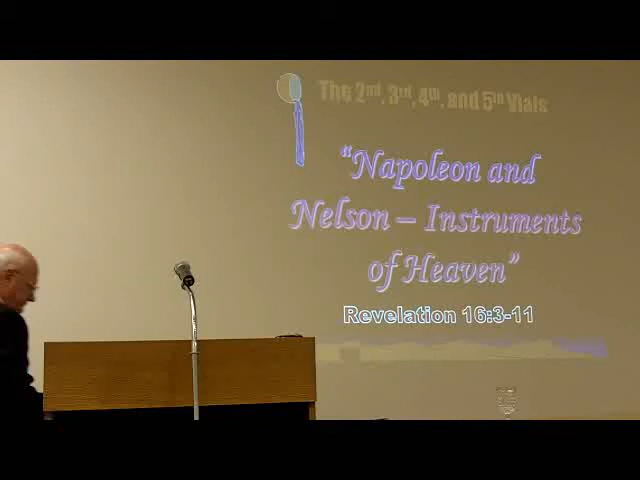 The 2nd, 3rd, 4th, and 5th Vials
“Napoleon and
Nelson – Instruments
of Heaven”
Revelation 16:3-11